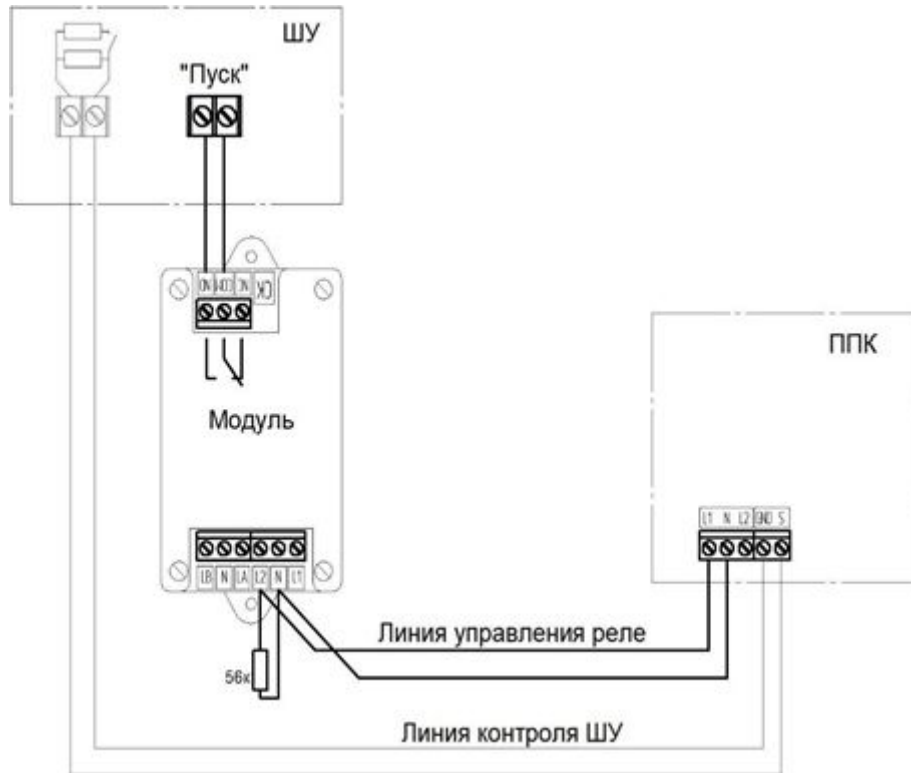 ШУ
"Пуск"
NO COM NC СК
ППК
Модуль
L1 N L2 GND S
LB N LA L2 N L1
Линия управления реле
56к
Линия контроля ШУ